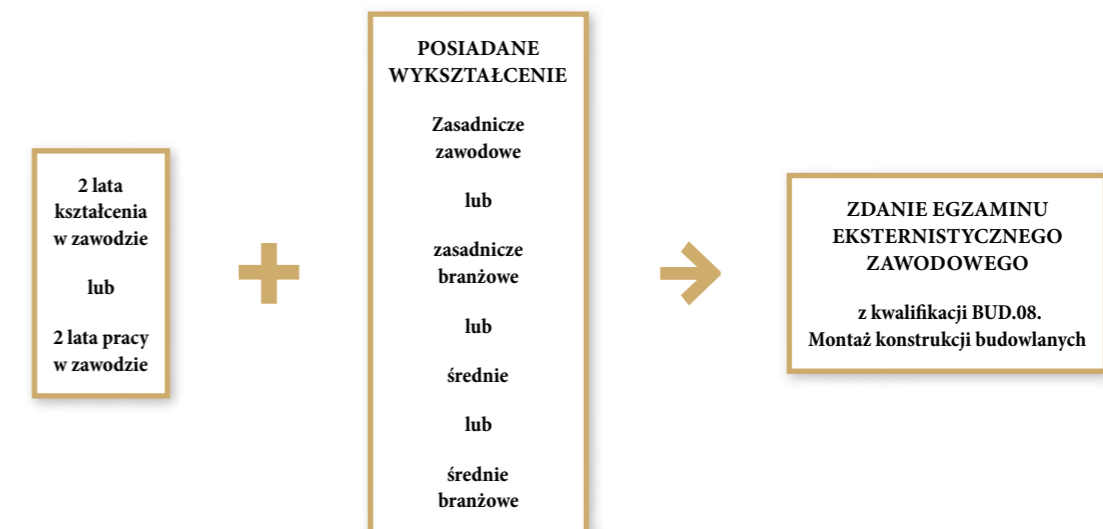 2 lata
kształcenia
w zawodzie
lub
2 lata pracy
w zawodzie
POSIADANE
WYKSZTAŁCENIE
Zasadnicze
zawodowe
lub
zasadnicze
branżowe
lub
średnie
lub
średnie
branżowe
ZDANIE EGZAMINU
EKSTERNISTYCZNEGO
ZAWODOWEGO
z kwalifikacji BUD.08.
Montaż konstrukcji budowlanych